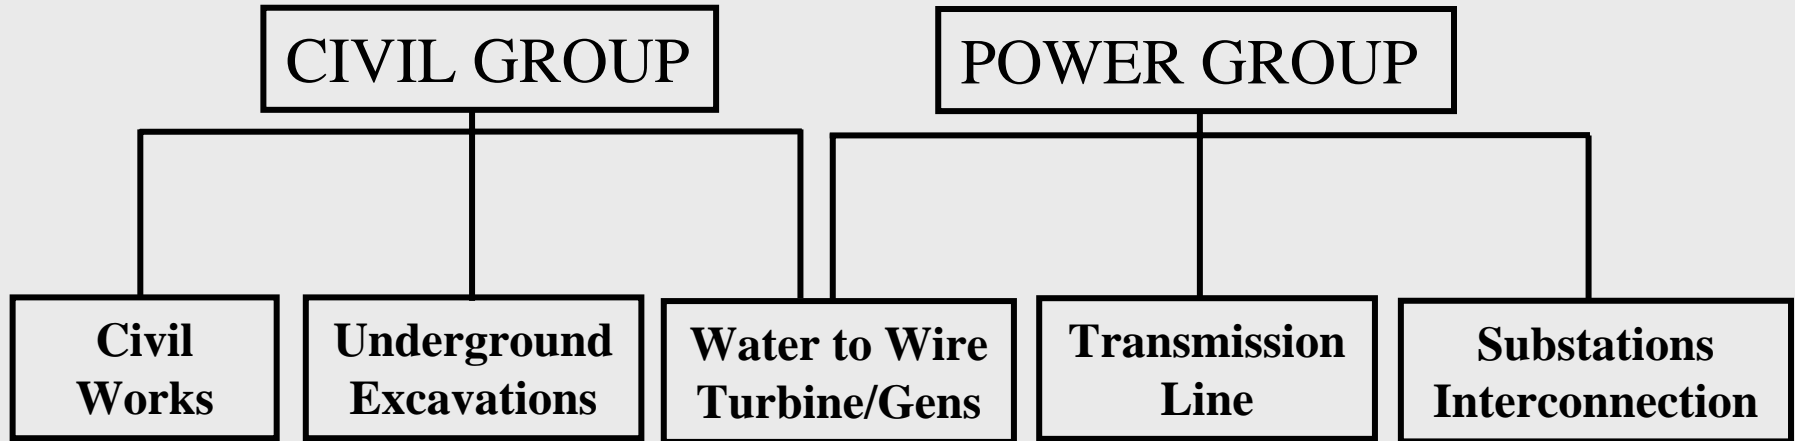 CIVIL GROUP
POWER GROUP
Civil
Works
Underground
Excavations
Water to Wire
Turbine/Gens
Transmission
Line
Substations
Interconnection